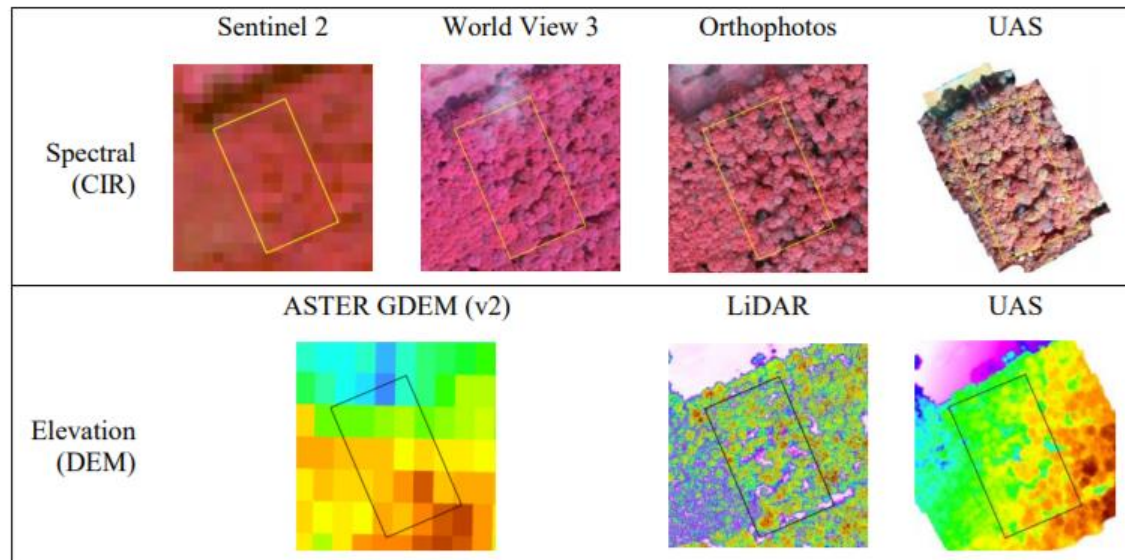 Sentinel 2 World View 3 Orthophotos UAS
Spectral
(CIR)
ASTER GDEM (v2) LiDAR UAS
Elevation
(DEM)